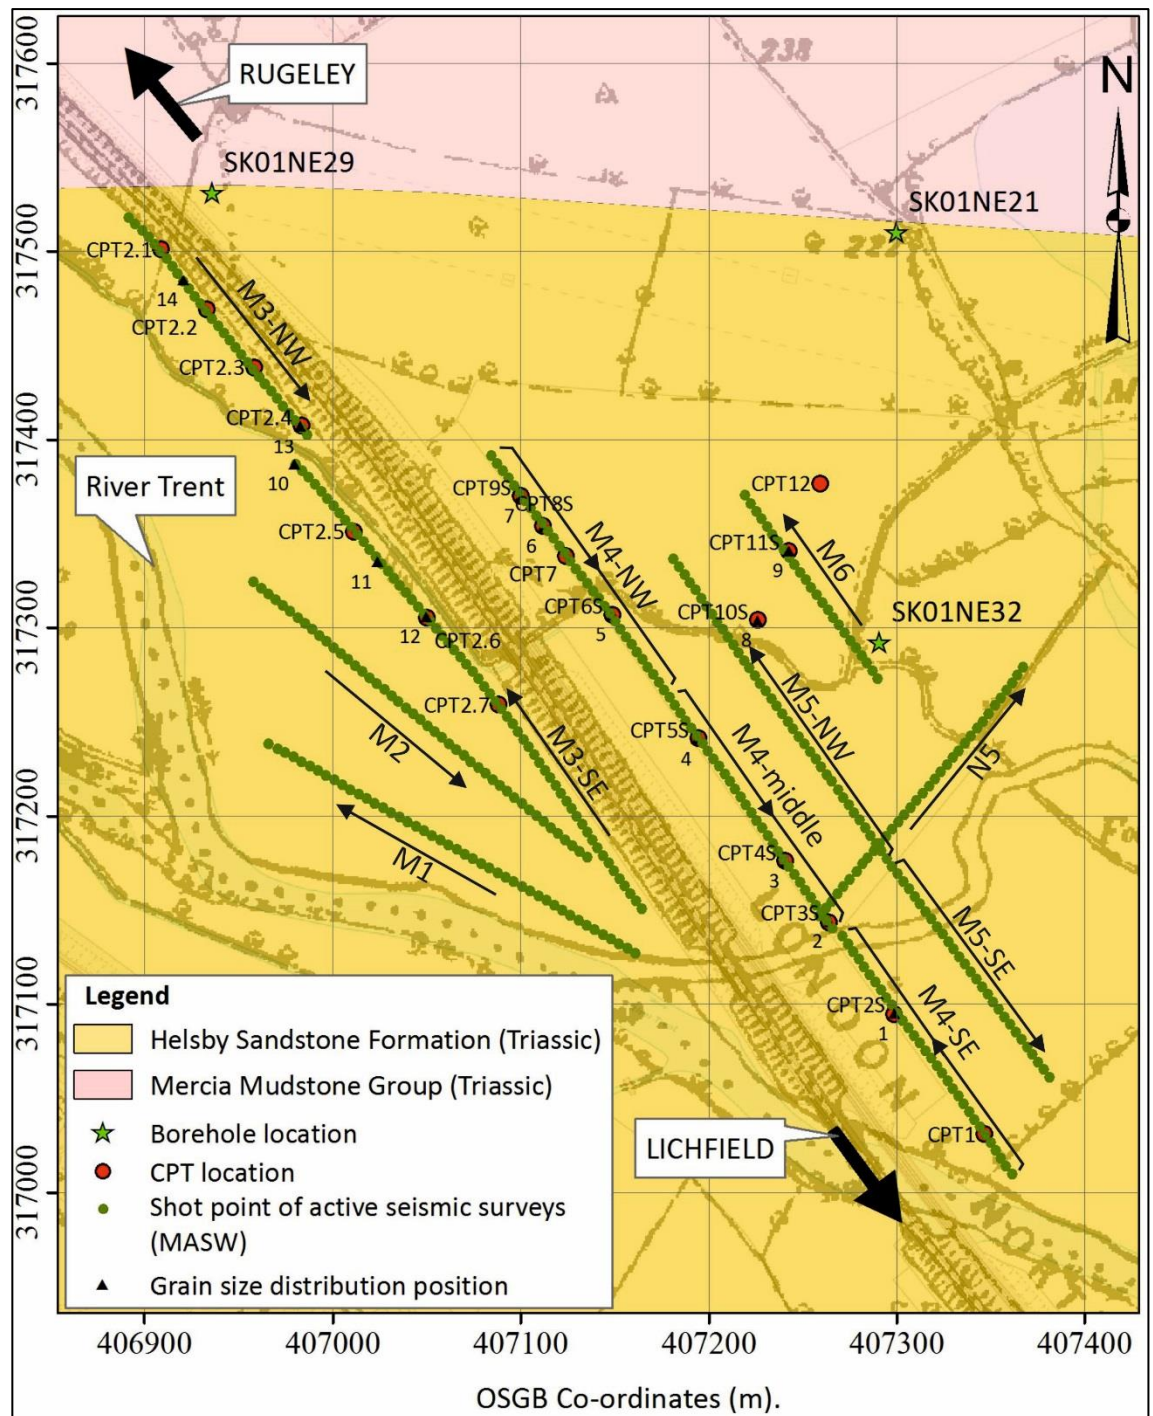 317600
317500
317400
317300
317200
317100
317000
238
N
RUGELEY
SK01NE29
SK01NE21
CPT2.1
14
CPT2.2
M3-NW
CPT2.3
CPT2.4
13
10
River Trent
CPT9S
CPT8S
7
6
CPT7
CPT12
CPT11S
9
M6
M4-NW
CPT2.5
11
CPT6S
5
CPT10S
8
SK01NE32
12
CPT2.6
CPT2.7
M5-NW
M2
M3-SE
CPT5S
4
M4-middle
N5
M1
CPT4S
3
CPT3S
2
M5-SE
CPT2S
1
M4-SE
CPT1
LICHFIELD
Legend
Helsby Sandstone Formation (Triassic)
Mercia Mudstone Group (Triassic)
Borehole location
CPT location
Shot point of active seismic surveys
(MASW)
Grain size distribution position
406900 407000 407100 407200 407300 407400
OSGB Co-ordinates (m).